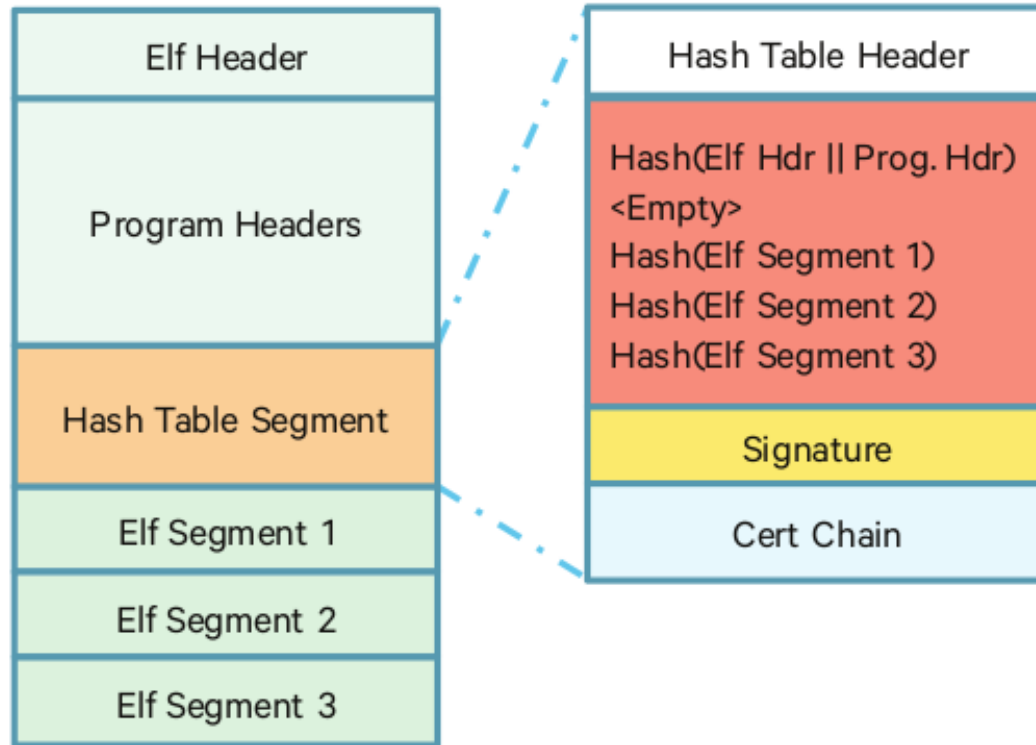 Elf Header
Program Headers
Hash Table Segment
Elf Segment 1
Elf Segment 2
Elf Segment 3
Hash Table Header
Hash(Elf Hdr || Prog. Hdr)
<Empty>
Hash(Elf Segment 1)
Hash(Elf Segment 2)
Hash(Elf Segment 3)
Signature
Cert Chain